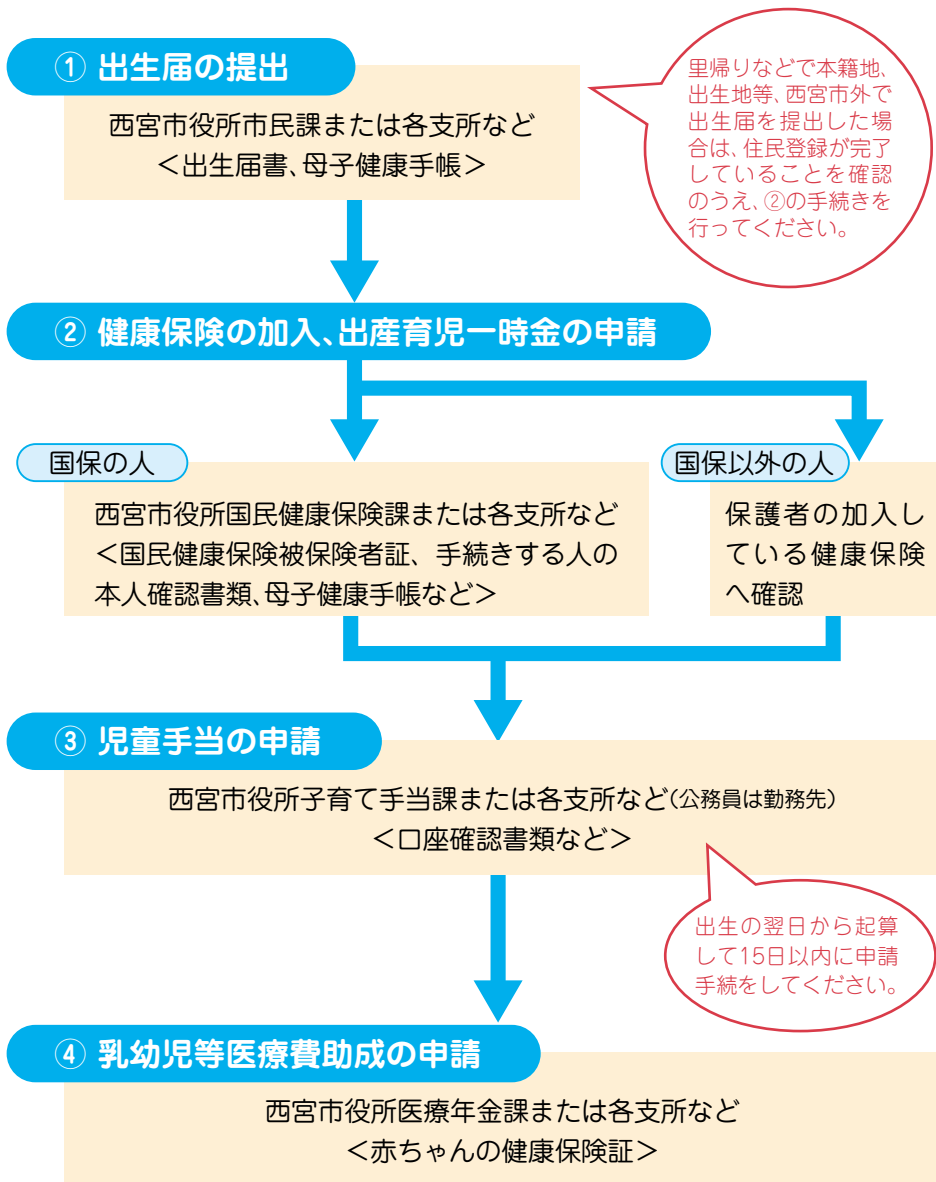 ① 出生届の提出
西宮市役所市民課または各支所など
＜出生届書、母子健康手帳＞
里帰りなどで本籍地、
出生地等、西宮市外で
出生届を提出した場
合は、住民登録が完了
していることを確認
のうえ、②の手続きを
行ってください。
② 健康保険の加入、出産育児一時金の申請
国保の人
西宮市役所国民健康保険課または各支所など
＜国民健康保険被保険者証、手続きする人の
本人確認書類、母子健康手帳など＞
国保以外の人
保護者の加入し
ている健康保険
へ確認
③ 児童手当の申請
西宮市役所子育て手当課または各支所など(公務員は勤務先)
＜口座確認書類など＞
出生の翌日から起算
して15日以内に申請
手続をしてください。
④ 乳幼児等医療費助成の申請
西宮市役所医療年金課または各支所など
＜赤ちゃんの健康保険証＞